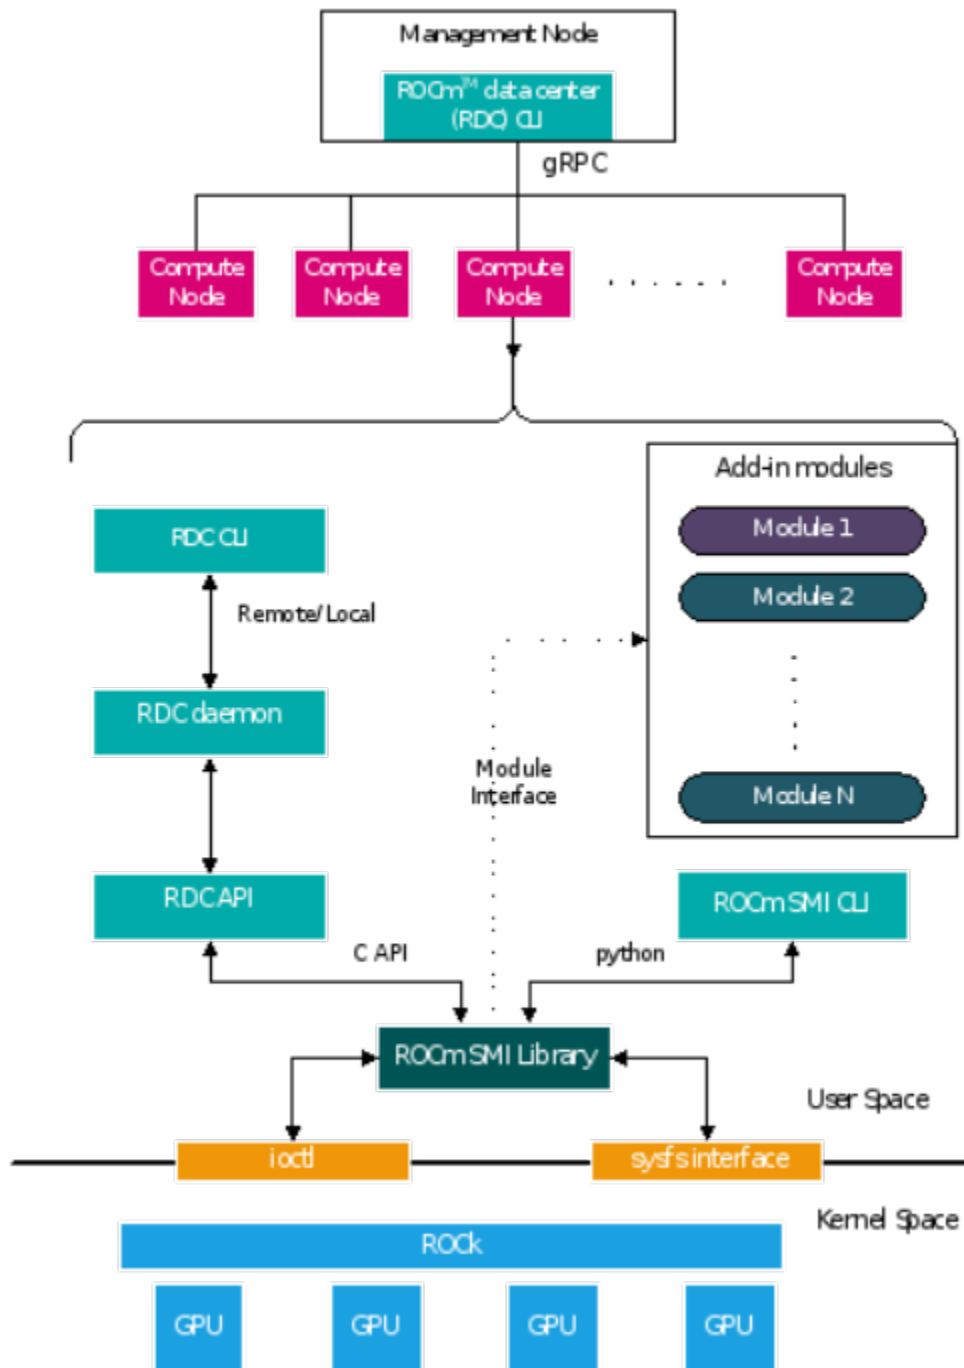 Management Node
ROCm™ data center
(RDC) CLI
gRPC
Compute
Node
Compute
Node
Compute
Node
Compute
Node
Add-in modules
Module 1
RDC CLI
Module 2
Remote/Local
RDC daemon
Module
Interface
Module N
RDC API
ROCm SMI CLI
C API
python
ROCm SMI Library
User Space
ioctl
sysfs interface
Kernel Space
ROCk
GPU
GPU
GPU
GPU